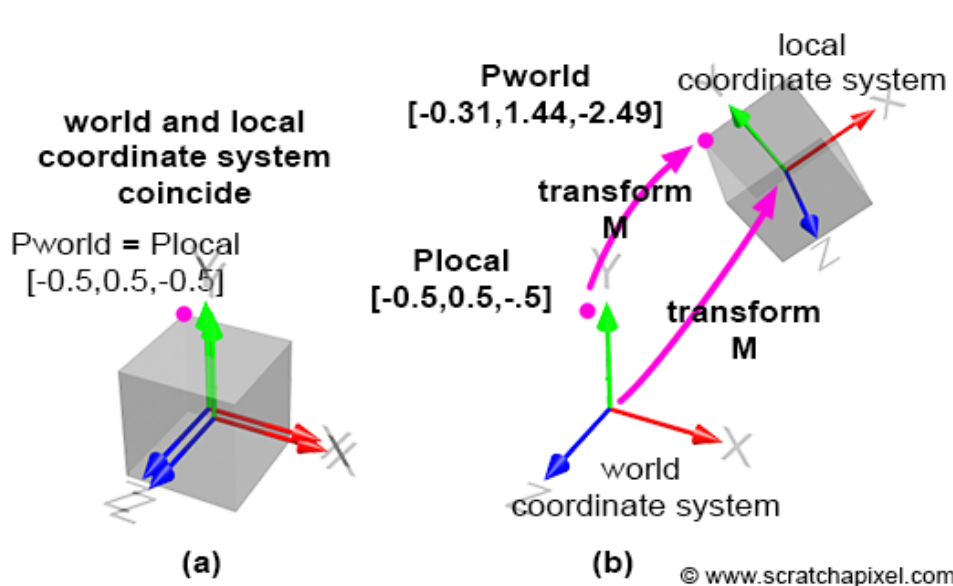 world and local
coordinate system
coincide
Pworld = Plocal
[-0.5,0.5,-0.5]
Y
X
X
Z
Z
(a)
local
coordinate system
Pworld
[-0.31,1.44,-2.49]
Y
X
Z
transform
M
Plocal
[-0.5,0.5,-.5]
Y
transform
M
X
Z
world
coordinate system
(b)
© www.scratchapixel.com